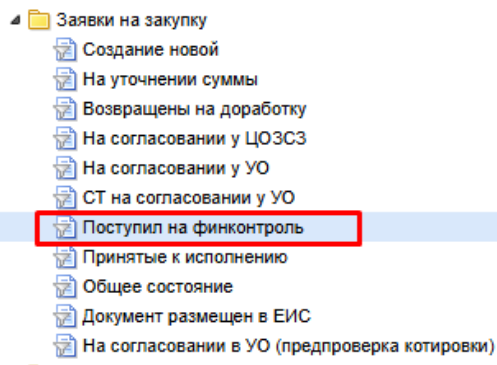 Заявки на закупку
Создание новой
На уточнении суммы
Возвращены на доработку
На согласовании у ЦОЗСЗ
На согласовании у УО
СТ на согласовании у УО
Поступил на финконтроль
Принятые к исполнению
Общее состояние
Документ размещен в ЕИС
На согласовании в УО (предпроверка котировки)